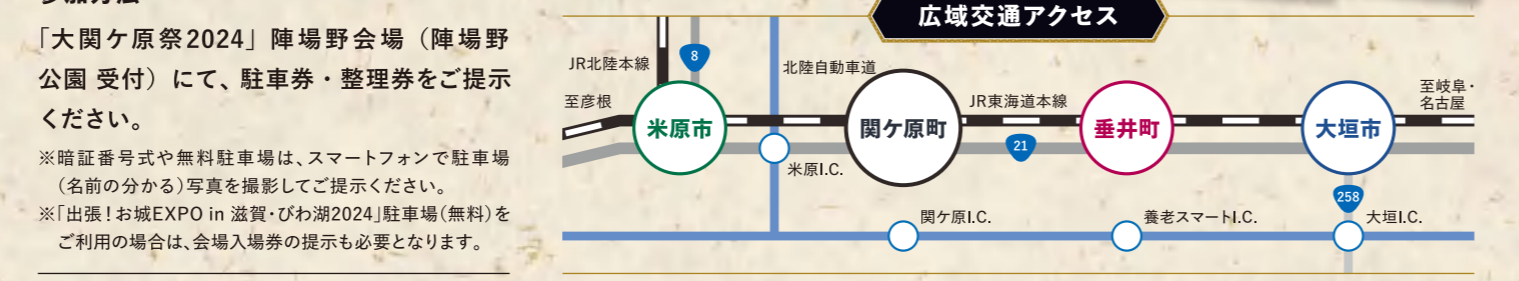 「大関ケ原祭2024」陣場野会場（陣場野
公園 受付）にて、駐車券・整理券をご提示
ください。
※暗証番号式や無料駐車場は、スマートフォンで駐車場
（名前の分かる）写真を撮影してご提示ください。
※「出張！お城EXPO in 滋賀・びわ湖2024」駐車場（無料）を
ご利用の場合は、会場入場券の提示も必要となります。
広域交通アクセス
JR北陸本線
8
北陸自動車道
至彦根
JR東海道本線
至岐阜・
名古屋
米原市
関ケ原町
垂井町
大垣市
21
米原I.C.
258
関ケ原I.C.
養老スマートI.C.
大垣I.C.